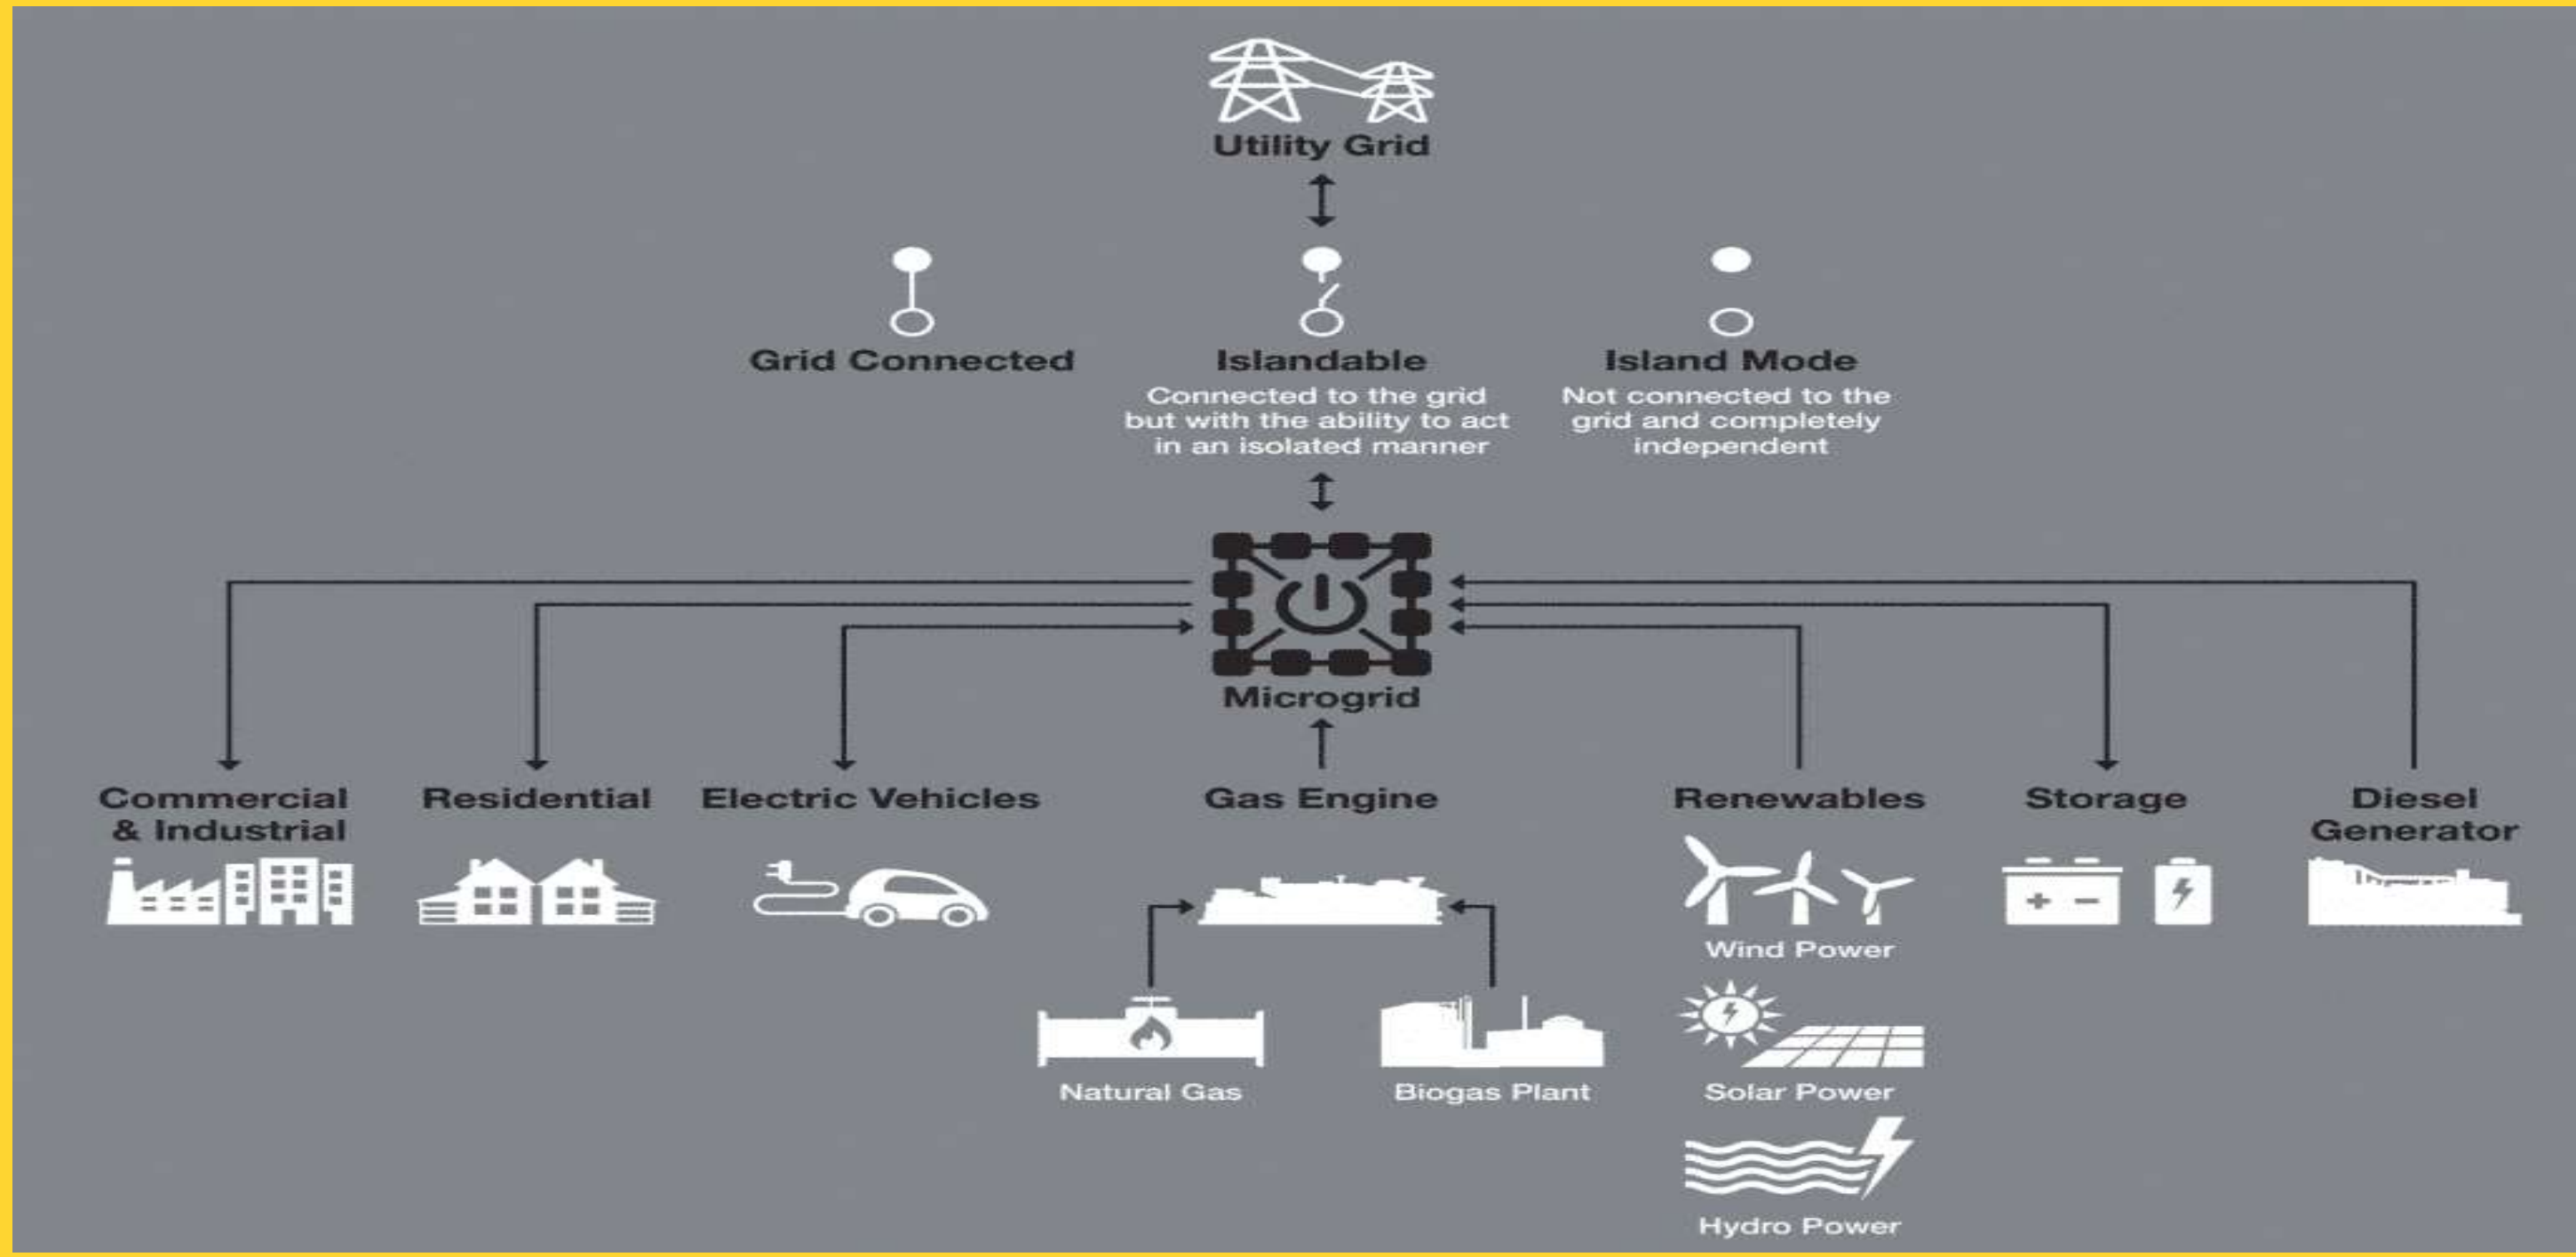 Utility Grid
Grid Connected
Islandable
Connected to the grid
but with the ability to act
in an isolated manner
Island Mode
Not connected to the
grid and completely
independent
Microgrid
Commercial
& Industrial
Residential
Electric Vehicles
Gas Engine
Renewables
Storage
Diesel
Generator
Wind Power
Natural Gas
Biogas Plant
Solar Power
Hydro Power